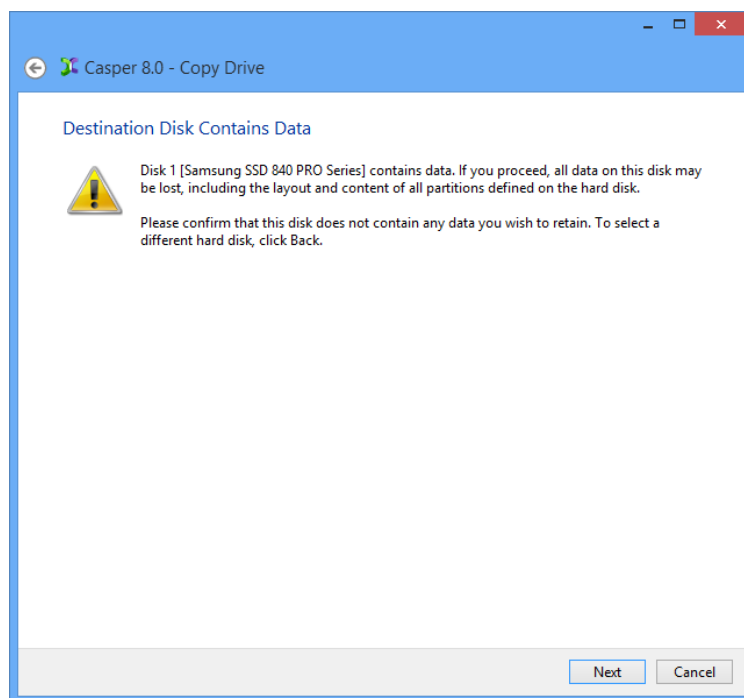 Casper 8.0 - Copy Drive
Destination Disk Contains Data
Disk 1 [Samsung SSD 840 PRO Series] contains data. If you proceed, all data on this disk may
be lost, including the layout and content of all partitions defined on the hard disk.
Please confirm that this disk does not contain any data you wish to retain. To select a
different hard disk, click Back.
Next
Cancel